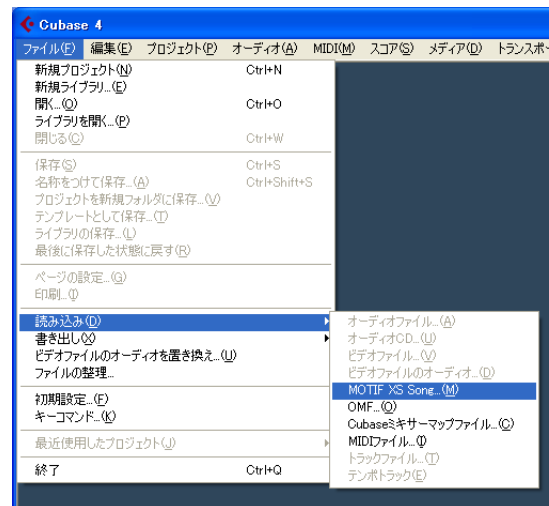 Cubase 4
ファイル(F) 編集(E) プロジェクト(P) オーディオ(A) MIDI(M) スコア(S) メディア(D) トランスポ
新規プロジェクト(N) Ctrl+N
新規ライブラリ...(E)
開く...(O) Ctrl+O
ライブラリを開く...(P)
閉じる(C) Ctrl+W
保存(S) Ctrl+S
名称をつけて保存...(A) Ctrl+Shift+S
プロジェクトを新規フォルダに保存...(V)
テンプレートとして保存...(T)
ライブラリの保存...(L)
最後に保存した状態に戻す(R)
ページの設定...(G)
印刷...(I)
読み込み(D)
書き出し(X)
ビデオファイルのオーディオを置き換え...(U)
ファイルの整理...
初期設定...(F)
キーコマンド...(K)
最近使用したプロジェクト(J)
終了 Ctrl+Q
オーディオファイル...(A)
オーディオCD...(U)
ビデオファイル...(V)
ビデオファイルのオーディオ...(D)
MOTIF XS Song...(M)
OMF...(O)
Cubaseミキサーマップファイル...(C)
MIDIファイル...(I)
トラックファイル...(T)
テンポトラック(E)